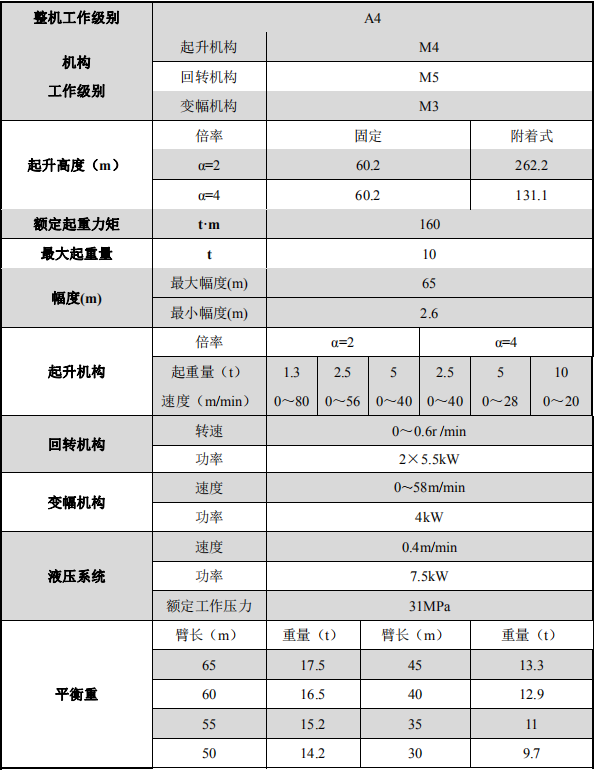 整机工作级别 A4
机构
工作级别
起升机构 M4
回转机构 M5
变幅机构 M3
起升高度（m）
倍率 固定 附着式
α=2 60.2 262.2
α=4 60.2 131.1
额定起重力矩 t·m 160
最大起重量 t 10
幅度(m)
最大幅度(m) 65
最小幅度(m) 2.6
起升机构
倍率 α=2 α=4
起重量（t） 1.3 2.5 5 2.5 5 10
速度（m/min） 0～80 0～56 0～40 0～40 0～28 0～20
回转机构
转速 0～0.6r /min
功率 2×5.5kW
变幅机构
速度 0～58m/min
功率 4kW
液压系统
速度 0.4m/min
功率 7.5kW
额定工作压力 31MPa
平衡重
臂长（m） 重量（t） 臂长（m） 重量（t）
65 17.5 45 13.3
60 16.5 40 12.9
55 15.2 35 11
50 14.2 30 9.7